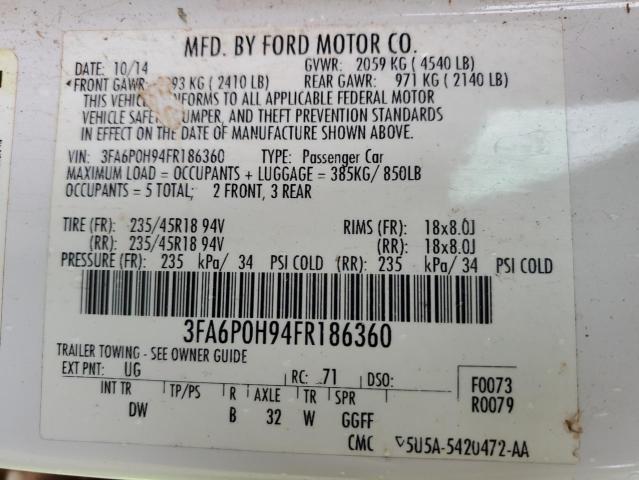 MFD. BY FORD MOTOR CO.
DATE: 10/14 GVWR: 2059 KG ( 4540 LB)
FRONT GAWR: 93 KG ( 2410 LB) REAR GAWR: 971 KG ( 2140 LB)
THIS FORMS TO ALL APPLICABLE FEDERAL MOTOR
VEHICLE UMPER, AND THEFT PREVENTION STANDARDS
IN EFFECT ON THE DATE OF MANUFACTURE SHOWN ABOVE.
VIN: 3FA6P0H94FR186360 TYPE: Passenger Car
MAXIMUM LOAD = OCCUPANTS + LUGGAGE = 385KG/ 850LB
OCCUPANTS = 5 TOTAL; 2 FRONT, 3 REAR
TIRE (FR): 235/45R18 94V RIMS (FR): 18x8.0J
(RR): 235/45R18 94V (RR): 18x8.0J
PRESSURE (FR): 235 kPa/ 34 PSI COLD (RR): 235 kPa/ 34 PSI COLD
3FA6P0H94FR186360
TRAILER TOWING - SEE OWNER GUIDE
EXT PNT: UG RC: 71 DSO: F0073
INT TR TP/PS R AXLE TR SPR R0079
DW B 32 W GGFF
CMC 5U5A-5420472-AA